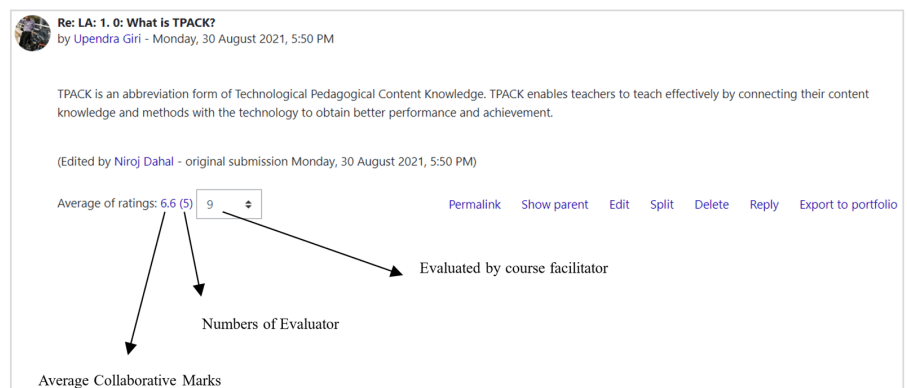 Re: LA: 1. 0: What is TPACK?
by Upendra Giri - Monday, 30 August 2021, 5:50 PM
TPACK is an abbreviation form of Technological Pedagogical Content Knowledge. TPACK enables teachers to teach effectively by connecting their content
knowledge and methods with the technology to obtain better performance and achievement.
(Edited by Niroj Dahal - original submission Monday, 30 August 2021, 5:50 PM)
Average of ratings: 6.6 (5) 9 Permalink Show parent Edit Split Delete Reply Export to portfolio
Evaluated by course facilitator
Numbers of Evaluator
Average Collaborative Marks